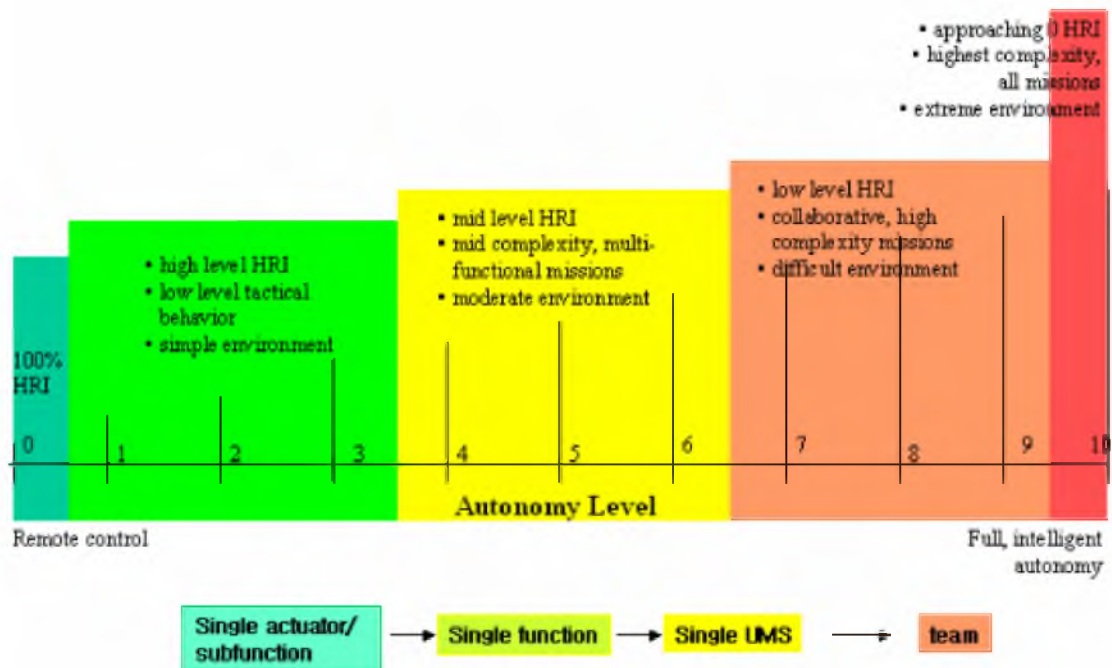 • approaching 0 HRI
• highest complexity,
all missions
• extreme environment
• low level HRI
• collaborative, high
complexity missions
• difficult environment
• mid level HRI
• mid complexity, multi-
functional missions
• moderate environment
• high level HRI
• low level tactical
behavior
• simple environment
100%
HRI
0 1 2 3 4 5 6 7 8 9 10
Autonomy Level
Remote control
Full, intelligent
autonomy
Single actuator/
subfunction
Single function
Single UMS
team